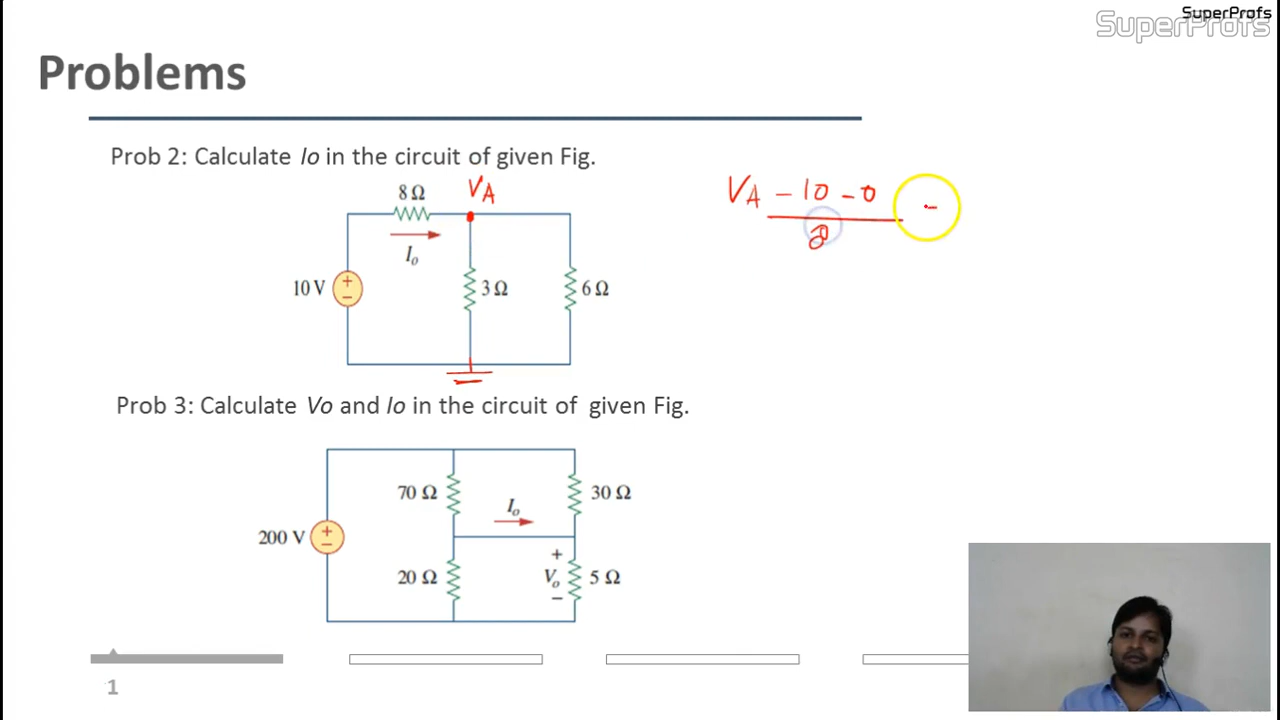 SuperProfs
SuperProfs
Problems
Prob 2: Calculate Io in the circuit of given Fig.
8 Ω
VA
VA - 10 - 0 -
8
Io
10 V
+
-
3 Ω
6 Ω
Prob 3: Calculate Vo and Io in the circuit of given Fig.
70 Ω
30 Ω
Io
200 V
+
-
+
20 Ω
Vo
5 Ω
-
1